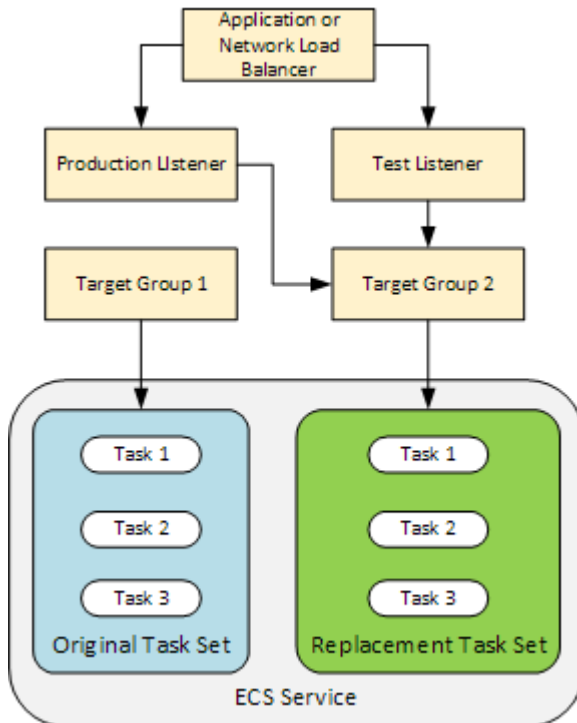 Application or
Network Load
Balancer
Production LIstener
Test Listener
Target Group 1
Target Group 2
Task 1
Task 1
Task 2
Task 2
Task 3
Task 3
Original Task Set
Replacement Task Set
ECS Service